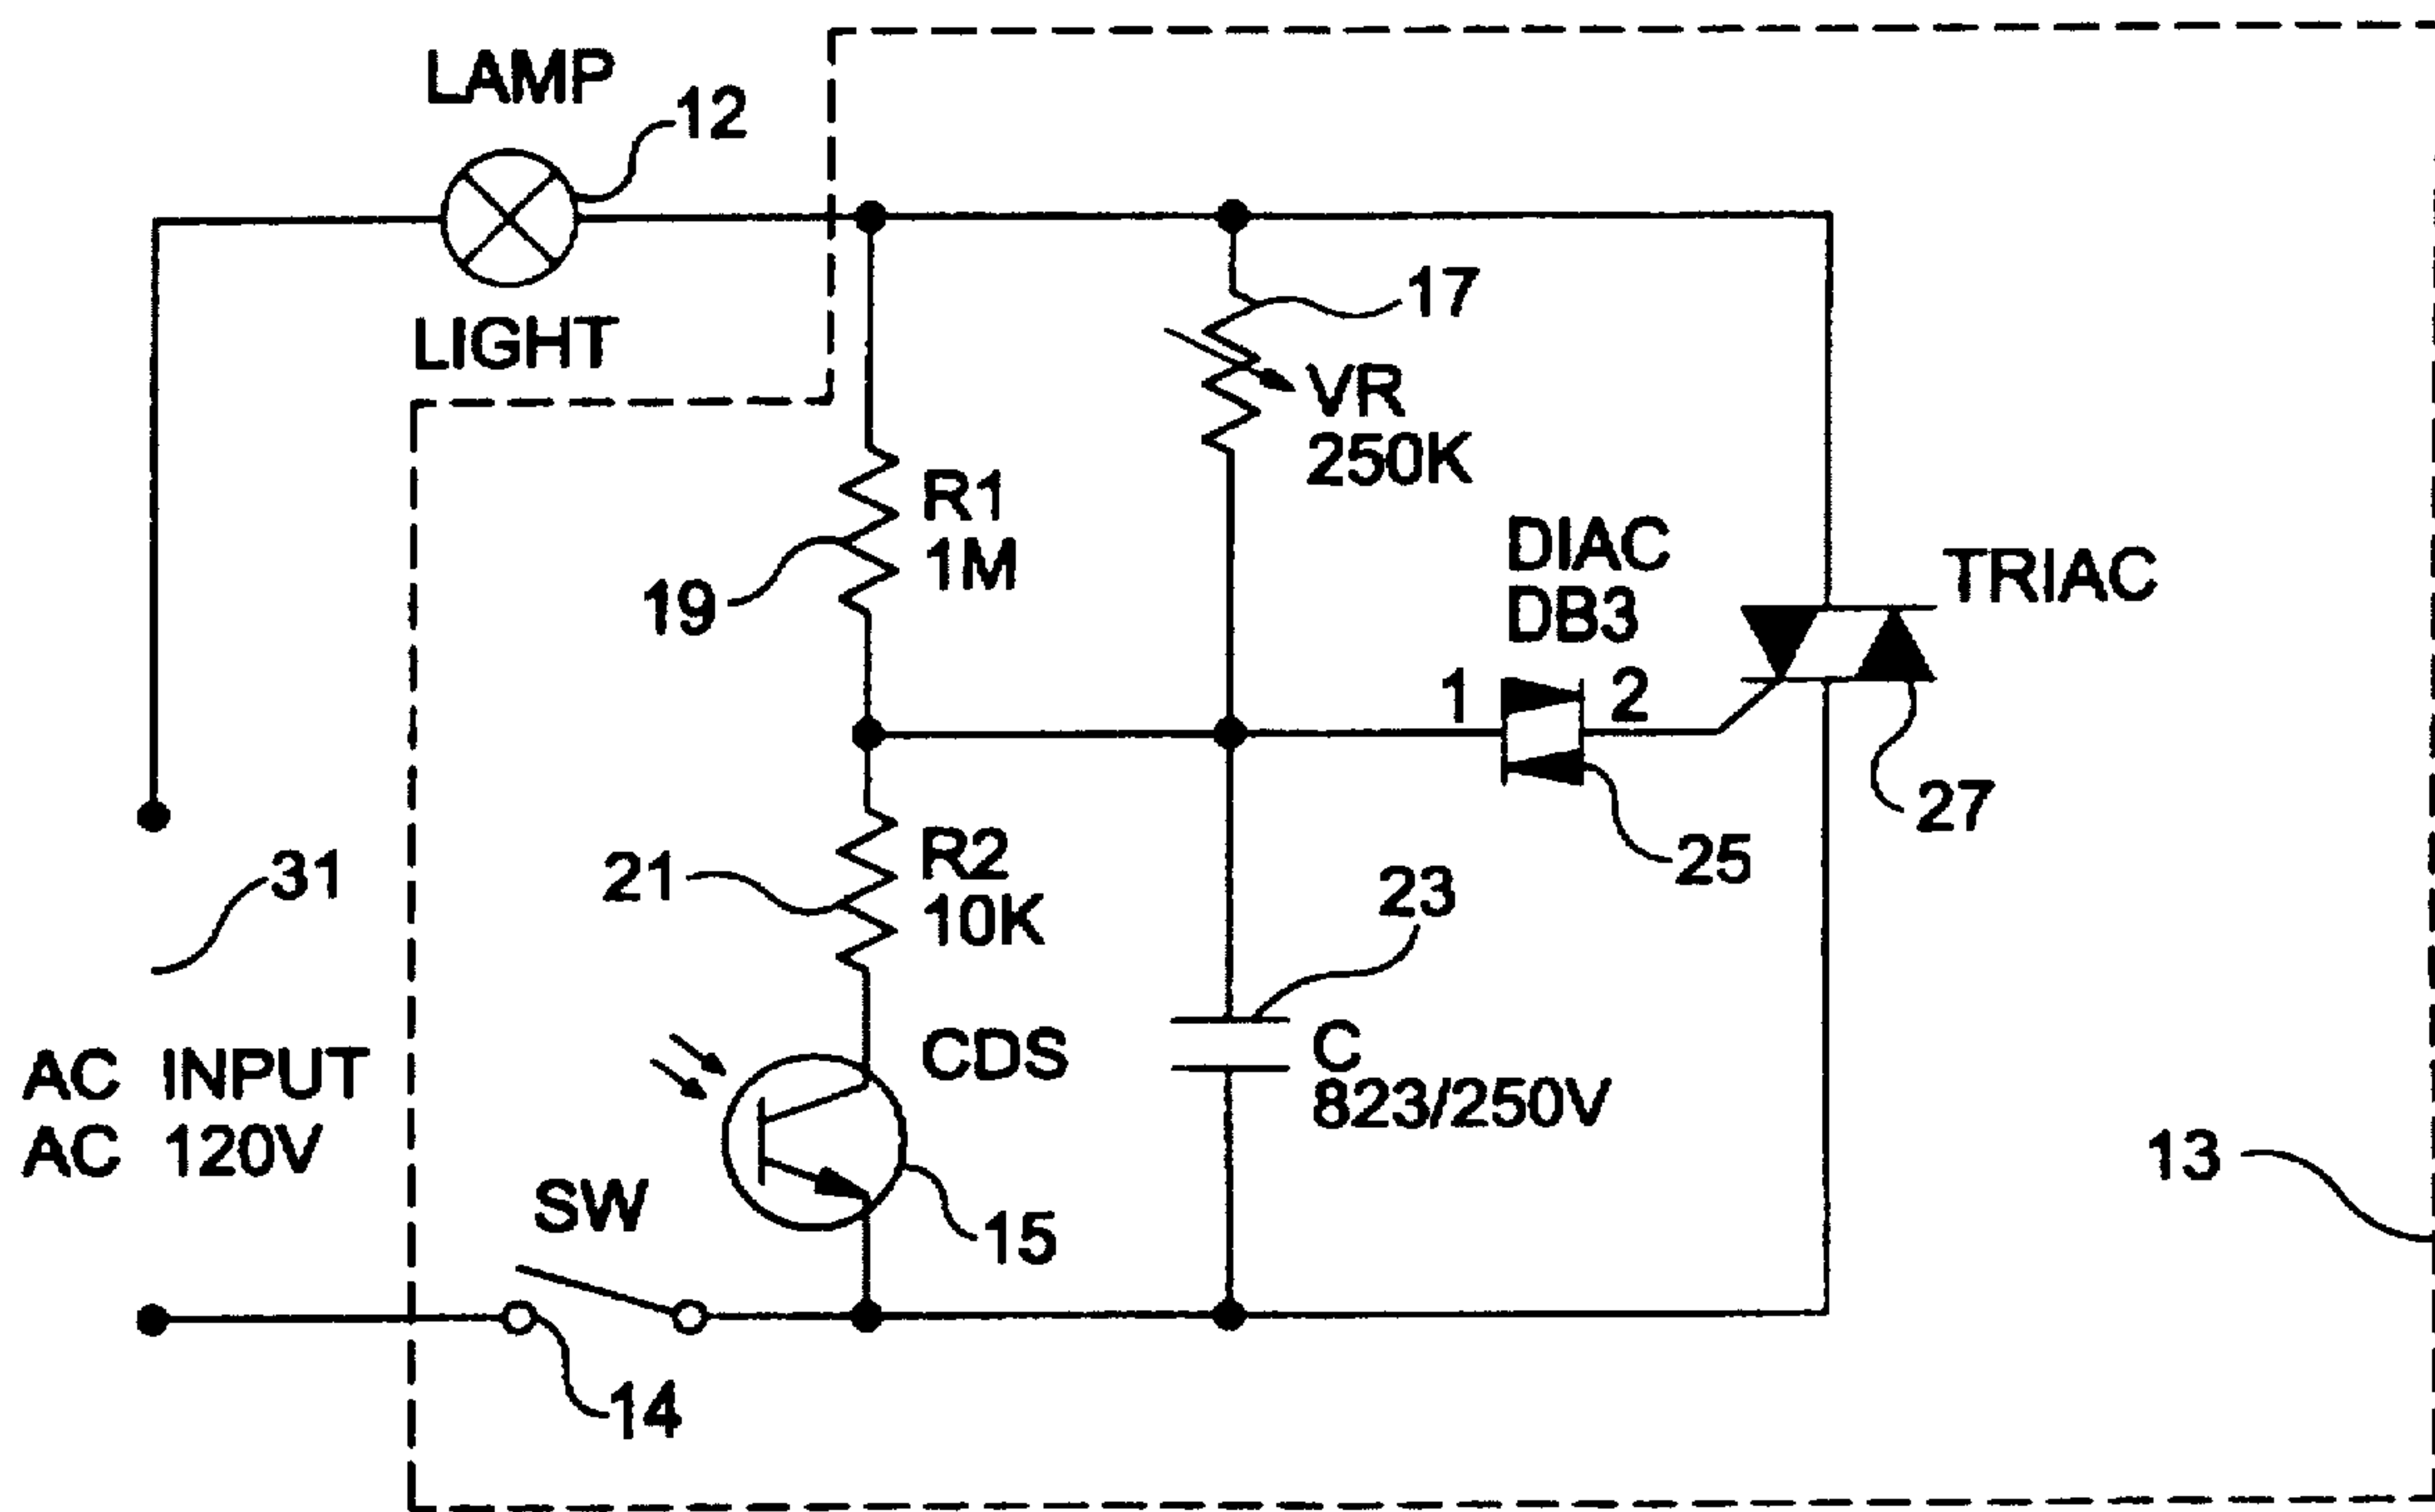 LAMP
12
LIGHT
17
VR
250K
R1
1M
19
DIAC
DB3
TRIAC
1
2
27
31
21
R2
10K
25
23
CDS
C
823/250V
AC INPUT
AC 120V
SW
15
13
14